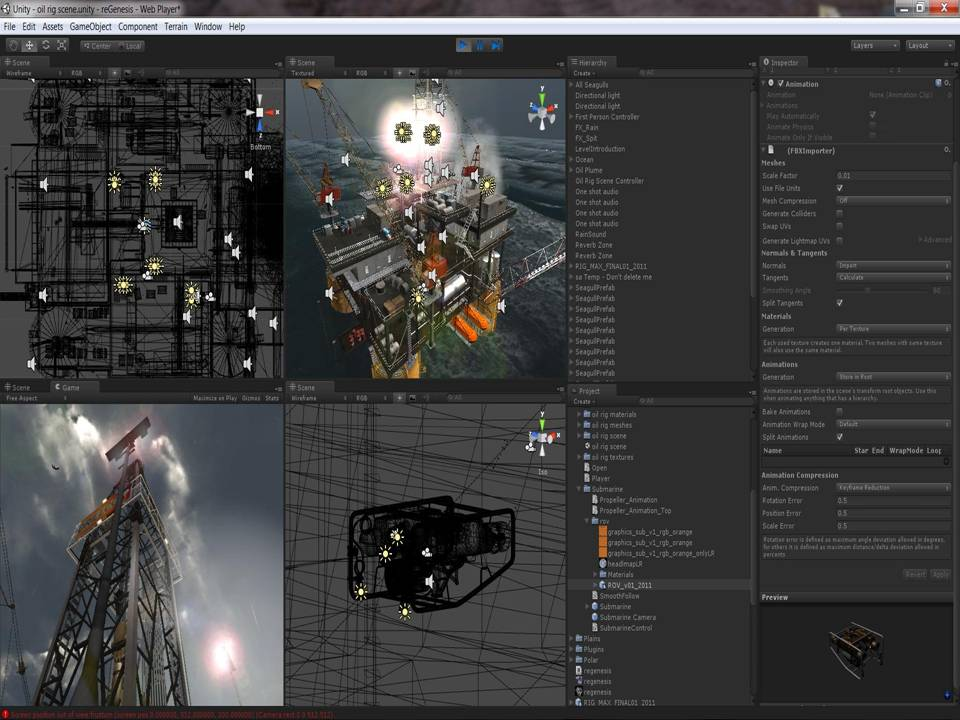 Unity - oil rig scene.unity - reGenesis - Web Player*
File Edit Assets GameObject Component Terrain Window Help
Center Local
Layers Layout
Scene
Wireframe RGB All
Bottom
Scene
Textured RGB All
Hierarchy
Create All
All Seagulls
Directional light
Directional light
First Person Controller
FX_Rain
FX_Spit
LevelIntroduction
Ocean
Oil Plume
Oil Rig Scene Controller
One shot audio
One shot audio
One shot audio
One shot audio
RainSound
Reverb Zone
Reverb Zone
RIG_MAX_FINAL01_2011
sa Temp - Don't delete me
SeagullPrefab
SeagullPrefab
SeagullPrefab
SeagullPrefab
SeagullPrefab
SeagullPrefab
SeagullPrefab
SeagullPrefab
SeagullPrefab
Inspector
Animation
Animation None (Animation Clip)
Animations
Play Automatically
Animate Physics
Animate Only If Visible
(FBXImporter)
Meshes
Scale Factor 0.01
Use File Units
Mesh Compression Off
Generate Colliders
Swap UVs
Generate Lightmap UVs Advanced
Normals & Tangents
Normals Import
Tangents Calculate
Smoothing Angle 60
Split Tangents
Materials
Generation Per Texture
Each used texture creates one material. Two meshes with same texture
will also use the same material.
Animations
Generation Store in Root
Animations are stored in the scene's transform root objects. Use this
when animating anything that has a hierarchy.
Bake Animations
Animation Wrap Mode Default
Split Animations
Name Star End WrapMode Loop
Animation Compression
Anim. Compression Keyframe Reduction
Rotation Error 0.5
Position Error 0.5
Scale Error 0.5
Rotation error is defined as maximum angle deviation allowed in degrees,
for others it is defined as maximum distance/delta deviation allowed in
percents
Revert Apply
Preview
Scene Game
Free Aspect Maximize on Play Gizmos Stats
Scene
Wireframe RGB All
y
x
Iso
Project
Create All
oil rig materials
oil rig meshes
oil rig scene
oil rig scene
oil rig textures
Open
Player
Submarine
Propeller_Animation
Propeller_Animation_Top
rov
graphics_sub_v1_rgb_orange
graphics_sub_v1_rgb_orange
graphics_sub_v1_rgb_orange_onlyLR
headlmapLR
Materials
ROV_v01_2011
SmoothFollow
Submarine
Submarine Camera
SubmarineControl
Plains
Plugins
Polar
regenesis
regenesis
regenesis
RIG_MAX_FINAL01_2011